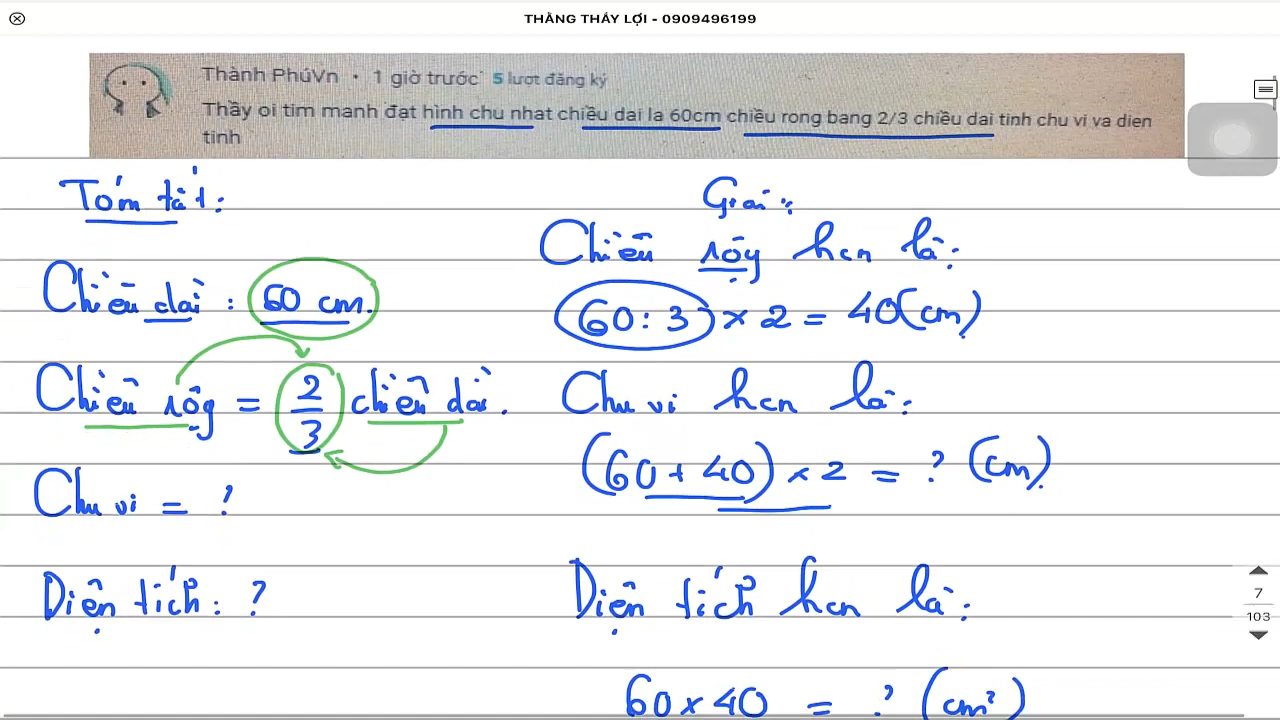 THẰNG THẦY LỢI - 0909496199
Thành PhúVn • 1 giờ trước 5 lượt đăng ký
Thầy oi tim manh đạt hình chu nhat chiều dai la 60cm chiều rong bang 2/3 chiều dai tinh chu vi va dien
tinh
Tóm tắt:
Chiều dài : 60 cm.
Chiều rộg = 2/3 chiều dài.
Chu vi = ?
Diện tích: ?
Giải:
Chiều rộg hcn là:
60 : 3 × 2 = 40(cm)
Chu vi hcn là:
(60 + 40) × 2 = ? (cm)
Diện tích hcn là:
60 × 40 = ? (cm²)
7
103